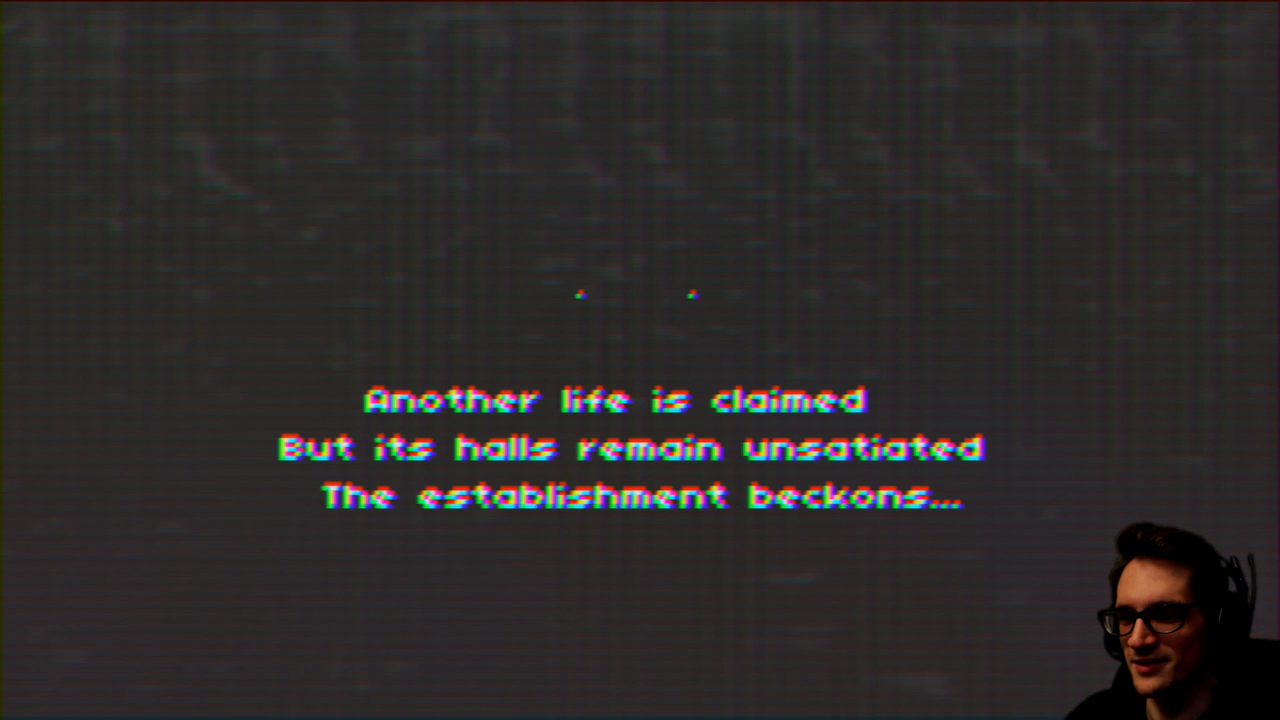 Another life is claimed
But its halls remain unsatiated
The establishment beckons...